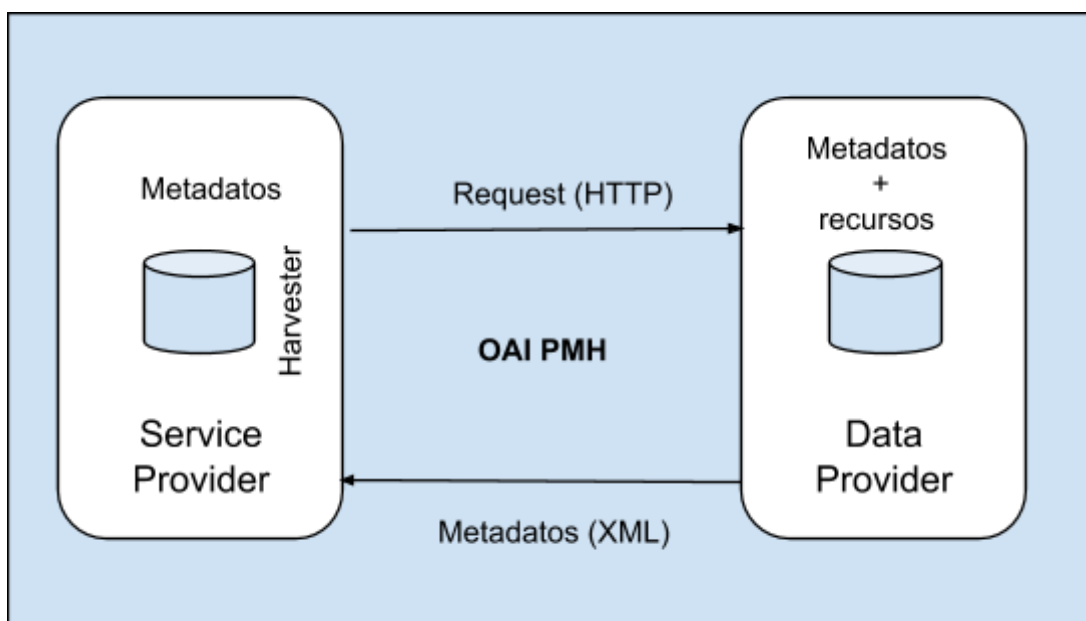 Metadatos
Harvester
Service
Provider
Request (HTTP)
OAI PMH
Metadatos (XML)
Metadatos
+
recursos
Data
Provider